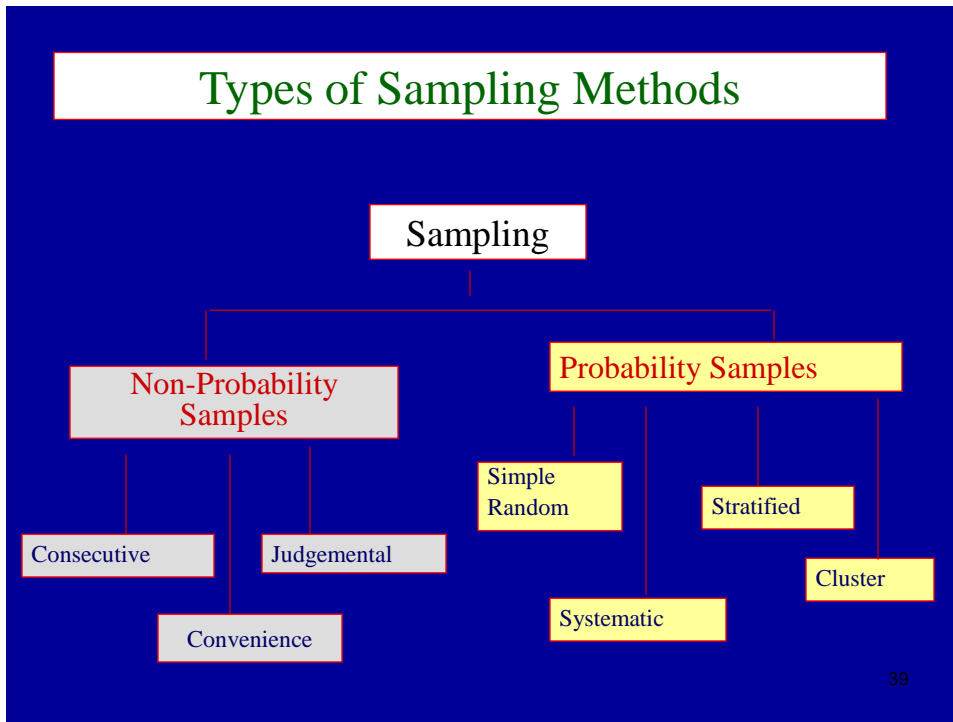 Types of Sampling Methods
Sampling
Non-Probability
Samples
Probability Samples
Consecutive
Convenience
Judgemental
Simple
Random
Systematic
Stratified
Cluster
39